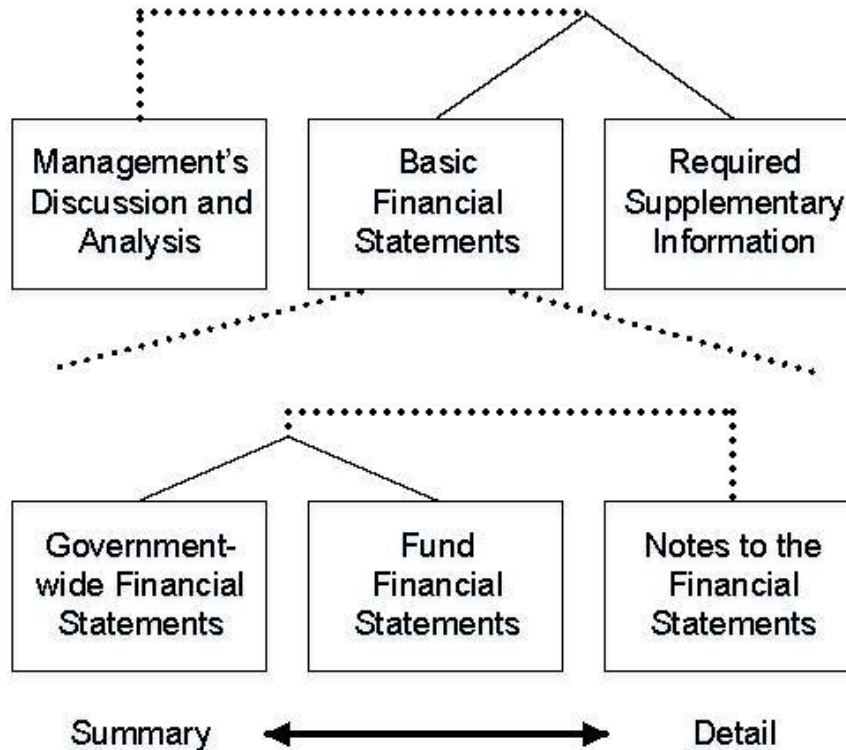 Management's
Discussion and
Analysis
Basic
Financial
Statements
Required
Supplementary
Information
Government-
wide Financial
Statements
Fund
Financial
Statements
Notes to the
Financial
Statements
Summary
Detail